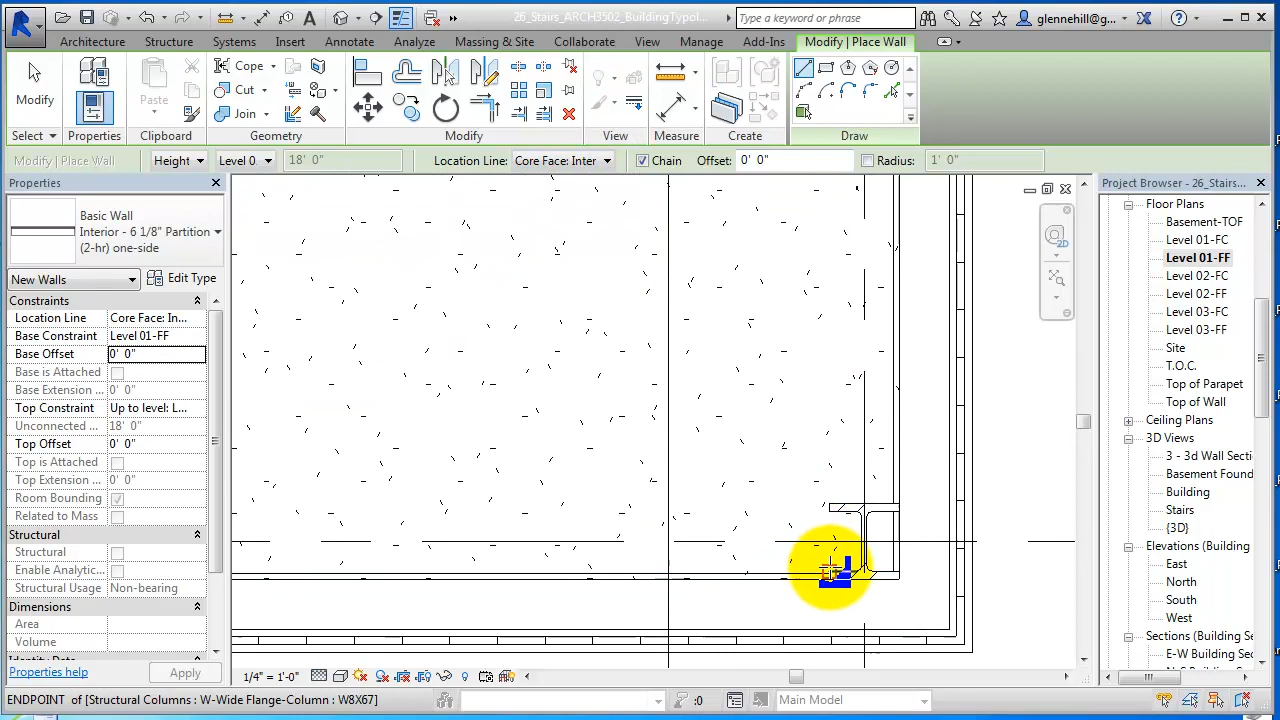 26_Stairs_ARCH3502_BuildingTypol...
Type a keyword or phrase
glennehill@g...
Architecture Structure Systems Insert Annotate Analyze Massing & Site Collaborate View Manage Add-Ins Modify | Place Wall
Modify
Properties
Paste
Cope
Cut
Join
Select
Properties
Clipboard
Geometry
Modify
View
Measure
Create
Draw
Modify | Place Wall Height Level 0 18' 0" Location Line: Core Face: Inter Chain Offset: 0' 0" Radius: 1' 0"
Properties
Basic Wall
Interior - 6 1/8" Partition
(2-hr) one-side
New Walls Edit Type
Constraints
Location Line Core Face: In...
Base Constraint Level 01-FF
Base Offset 0' 0"
Base is Attached
Base Extension ... 0' 0"
Top Constraint Up to level: L...
Unconnected ... 18' 0"
Top Offset 0' 0"
Top is Attached
Top Extension ... 0' 0"
Room Bounding
Related to Mass
Structural
Structural
Enable Analytic...
Structural Usage Non-bearing
Dimensions
Area
Volume
Identity Data
Properties help Apply
2D
Project Browser - 26_Stairs...
Floor Plans
Basement-TOF
Level 01-FC
Level 01-FF
Level 02-FC
Level 02-FF
Level 03-FC
Level 03-FF
Site
T.O.C.
Top of Parapet
Top of Wall
Ceiling Plans
3D Views
3 - 3d Wall Secti
Basement Found
Building
Stairs
{3D}
Elevations (Building
East
North
South
West
Sections (Building Se
E-W Building Se
1/4" = 1'-0"
ENDPOINT of [Structural Columns : W-Wide Flange-Column : W8X67]
:0
Main Model